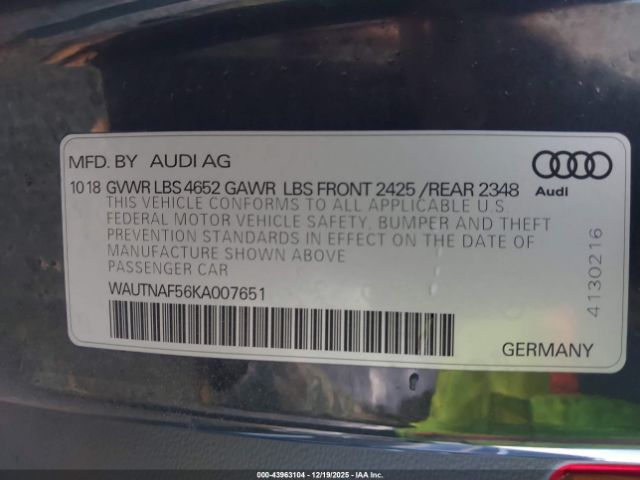 MFD. BY AUDI AG
10 18 GVWR LBS 4652 GAWR LBS FRONT 2425 /REAR 2348
Audi
THIS VEHICLE CONFORMS TO ALL APPLICABLE U.S.
FEDERAL MOTOR VEHICLE SAFETY, BUMPER AND THEFT
PREVENTION STANDARDS IN EFFECT ON THE DATE OF
MANUFACTURE SHOWN ABOVE
PASSENGER CAR
WAUTNAF56KA007651
4130216
GERMANY
000-43963104 - 12/19/2025 - IAA Inc.